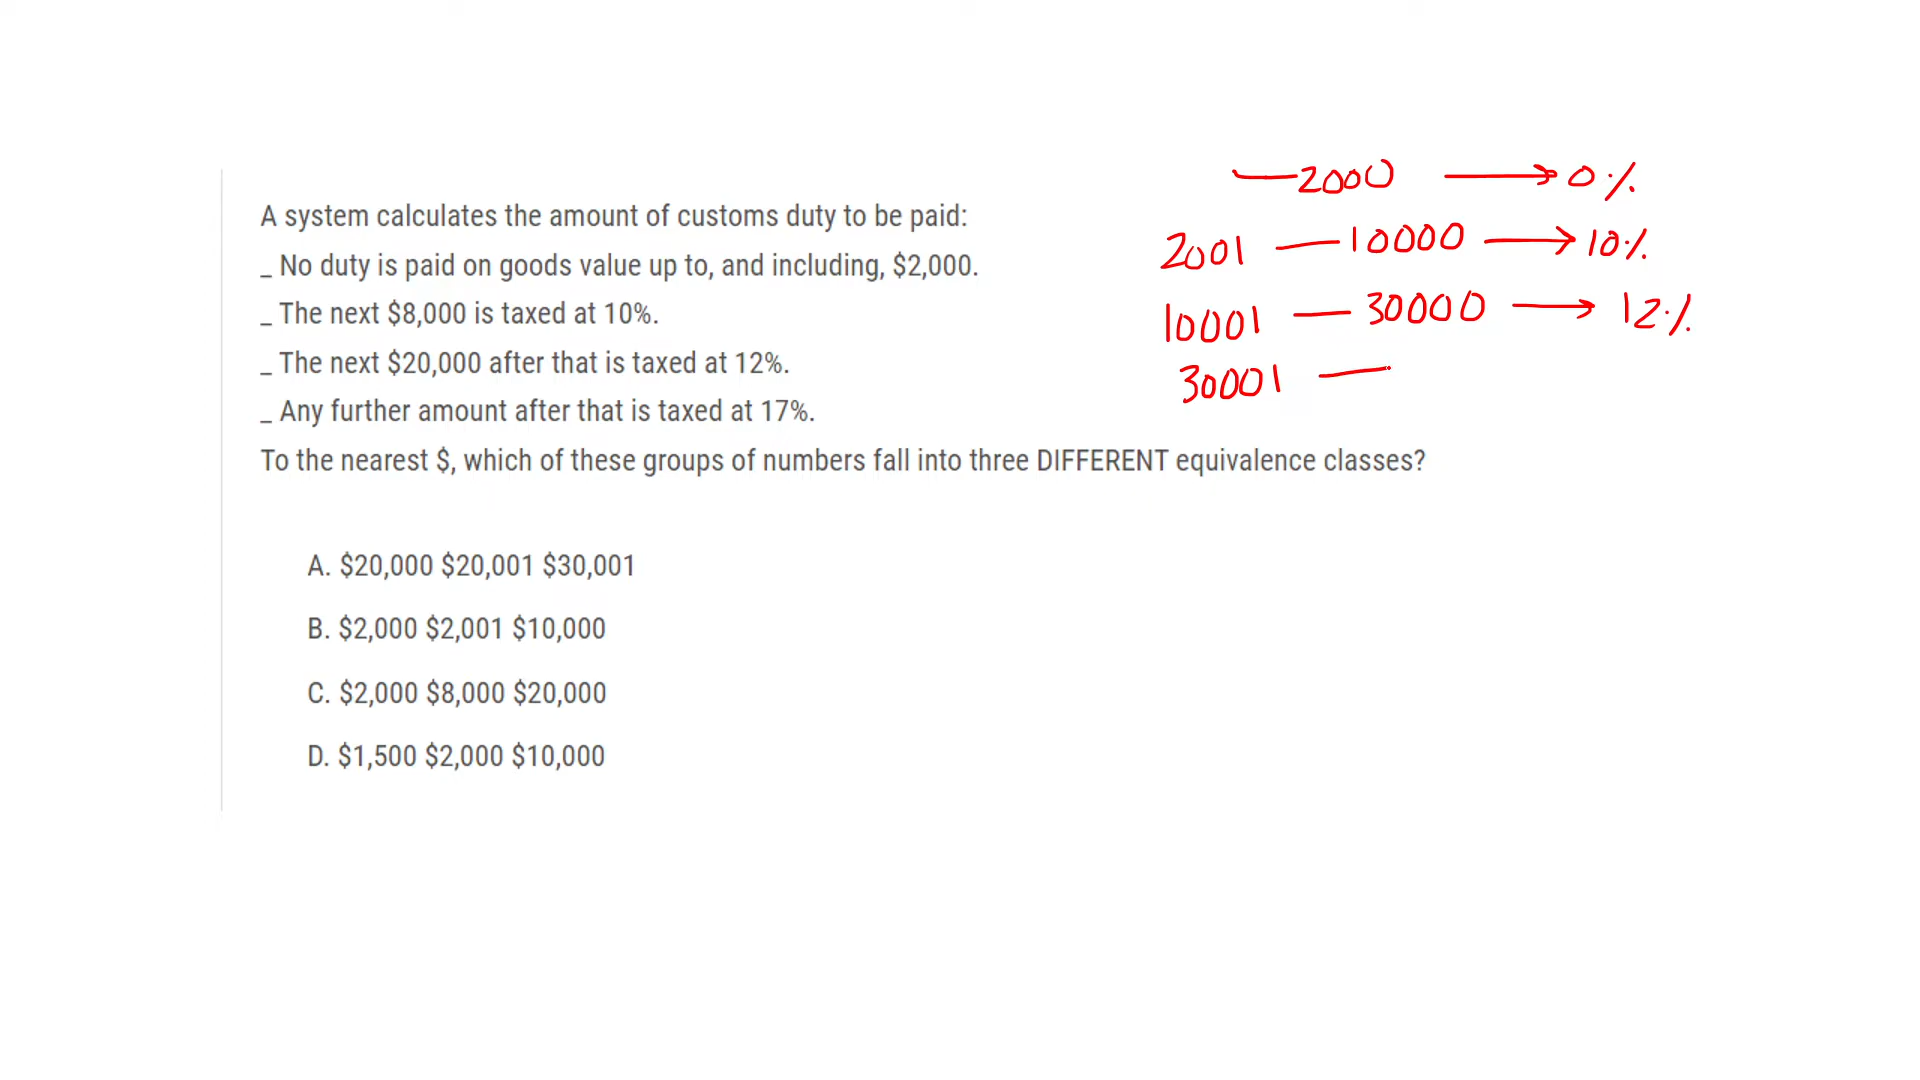 —2000 → 0%
A system calculates the amount of customs duty to be paid:
2001 — 10000 → 10%
_ No duty is paid on goods value up to, and including, $2,000.
10001 — 30000 → 12%
_ The next $8,000 is taxed at 10%.
_ The next $20,000 after that is taxed at 12%.
30001 —
_ Any further amount after that is taxed at 17%.
To the nearest $, which of these groups of numbers fall into three DIFFERENT equivalence classes?
A. $20,000 $20,001 $30,001
B. $2,000 $2,001 $10,000
C. $2,000 $8,000 $20,000
D. $1,500 $2,000 $10,000